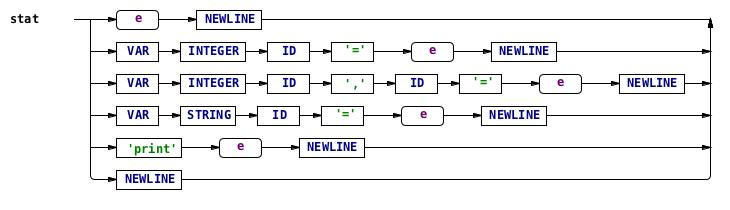 stat e NEWLINE
VAR INTEGER ID '=' e NEWLINE
VAR INTEGER ID ',' ID '=' e NEWLINE
VAR STRING ID '=' e NEWLINE
'print' e NEWLINE
NEWLINE